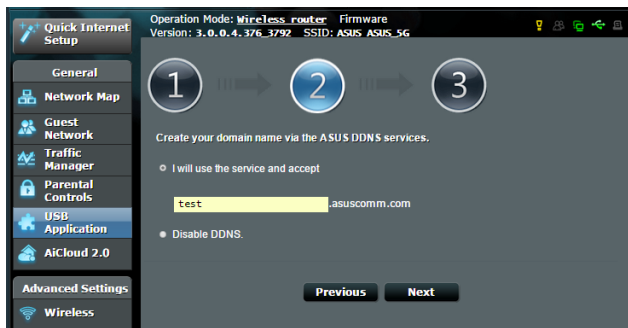 Quick Internet
Setup
Operation Mode: Wireless router Firmware
Version: 3.0.0.4.376_3792 SSID: ASUS ASUS_5G
General
Network Map
Guest
Network
Traffic
Manager
Parental
Controls
USB
Application
AiCloud 2.0
Advanced Settings
Wireless
1
2
3
Create your domain name via the ASUS DDNS services.
I will use the service and accept
test .asuscomm.com
Disable DDNS.
Previous Next